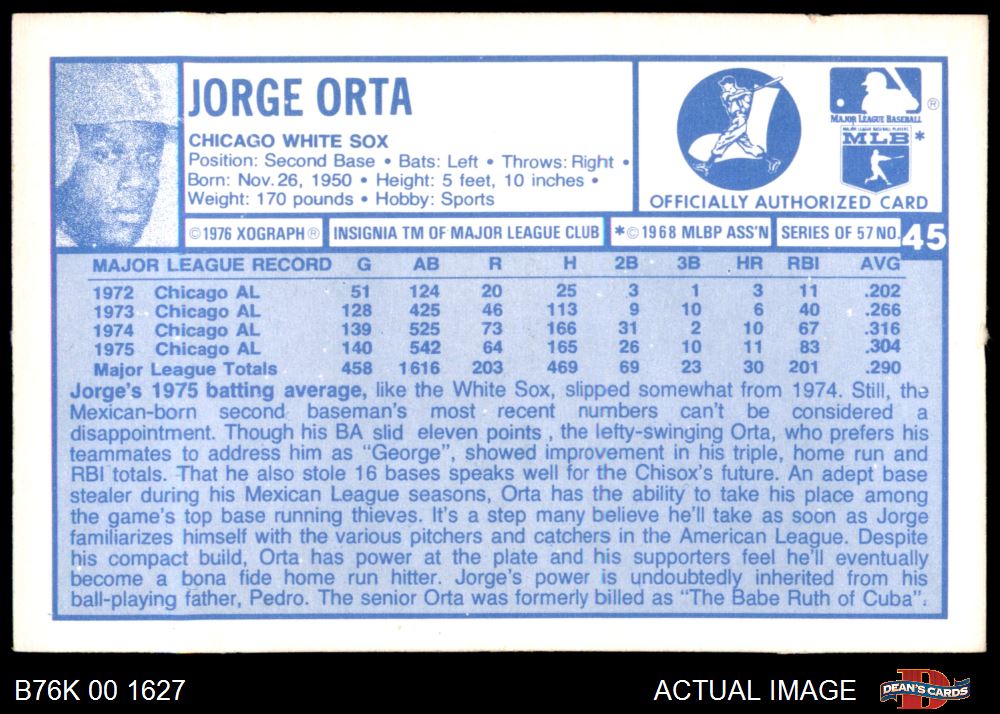 JORGE ORTA
CHICAGO WHITE SOX
Position: Second Base • Bats: Left • Throws: Right •
Born: Nov. 26, 1950 • Height: 5 feet, 10 inches •
Weight: 170 pounds • Hobby: Sports
MAJOR LEAGUE BASEBALL ®
MAJOR LEAGUE BASEBALL PLAYERS
MLB *
OFFICIALLY AUTHORIZED CARD
© 1976 XOGRAPH ® INSIGNIA TM OF MAJOR LEAGUE CLUB *© 1968 MLBP ASS'N SERIES OF 57 NO. 45
MAJOR LEAGUE RECORD G AB R H 2B 3B HR RBI AVG
1972 Chicago AL 51 124 20 25 3 1 3 11 .202
1973 Chicago AL 128 425 46 113 9 10 6 40 .266
1974 Chicago AL 139 525 73 166 31 2 10 67 .316
1975 Chicago AL 140 542 64 165 26 10 11 83 .304
Major League Totals 458 1616 203 469 69 23 30 201 .290
Jorge's 1975 batting average, like the White Sox, slipped somewhat from 1974. Still, the
Mexican-born second baseman's most recent numbers can't be considered a
disappointment. Though his BA slid eleven points , the lefty-swinging Orta, who prefers his
teammates to address him as "George", showed improvement in his triple, home run and
RBI totals. That he also stole 16 bases speaks well for the Chisox's future. An adept base
stealer during his Mexican League seasons, Orta has the ability to take his place among
the game's top base running thieves. It's a step many believe he'll take as soon as Jorge
familiarizes himself with the various pitchers and catchers in the American League. Despite
his compact build, Orta has power at the plate and his supporters feel he'll eventually
become a bona fide home run hitter. Jorge's power is undoubtedly inherited from his
ball-playing father, Pedro. The senior Orta was formerly billed as "The Babe Ruth of Cuba".
B76K 00 1627
ACTUAL IMAGE
DEAN'S CARDS